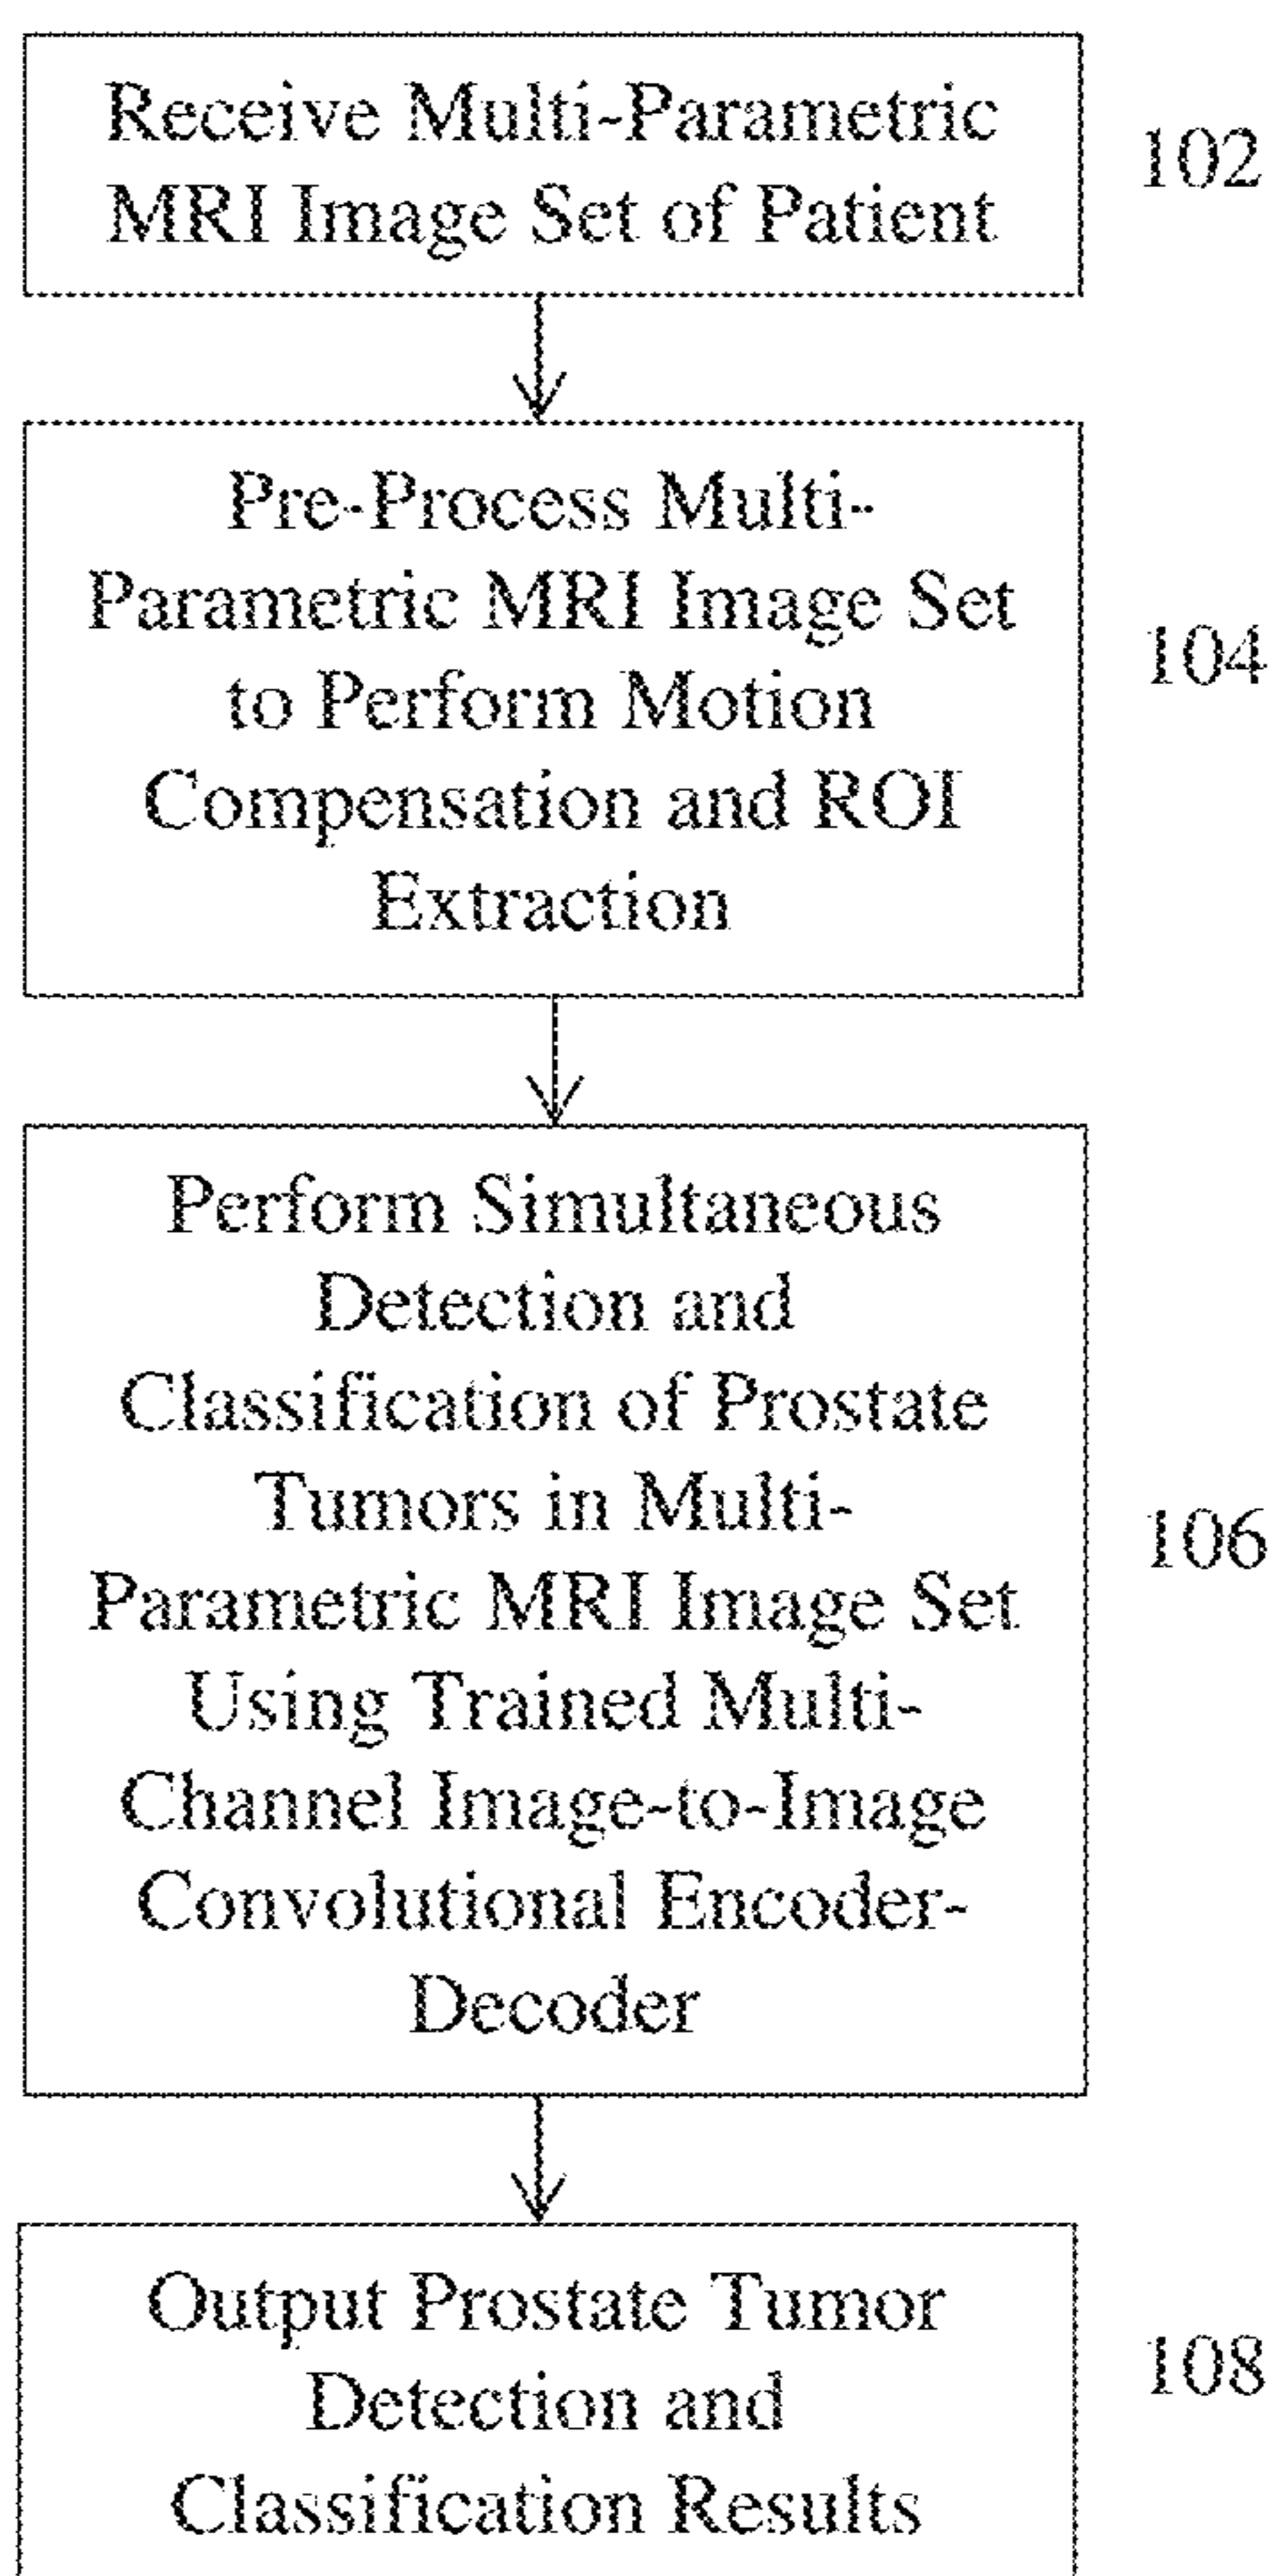 Receive Multi-Parametric
MRI Image Set of Patient
102
Pre-Process Multi-
Parametric MRI Image Set
to Perform Motion
Compensation and ROI
Extraction
104
Perform Simultaneous
Detection and
Classification of Prostate
Tumors in Multi-
Parametric MRI Image Set
Using Trained Multi-
Channel Image-to-Image
Convolutional Encoder-
Decoder
106
Output Prostate Tumor
Detection and
Classification Results
108